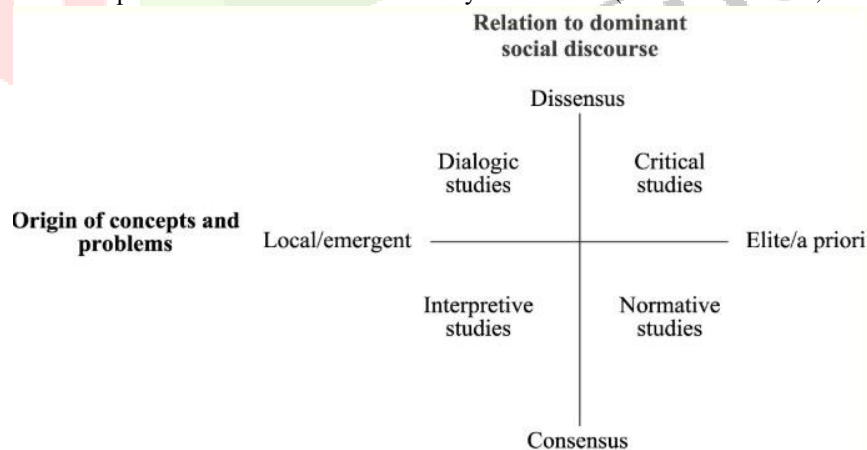 Relation to dominant
social discourse
Dissensus
Dialogic
studies
Critical
studies
Origin of concepts and
problems
Local/emergent
Elite/a priori
Interpretive
studies
Normative
studies
Consensus